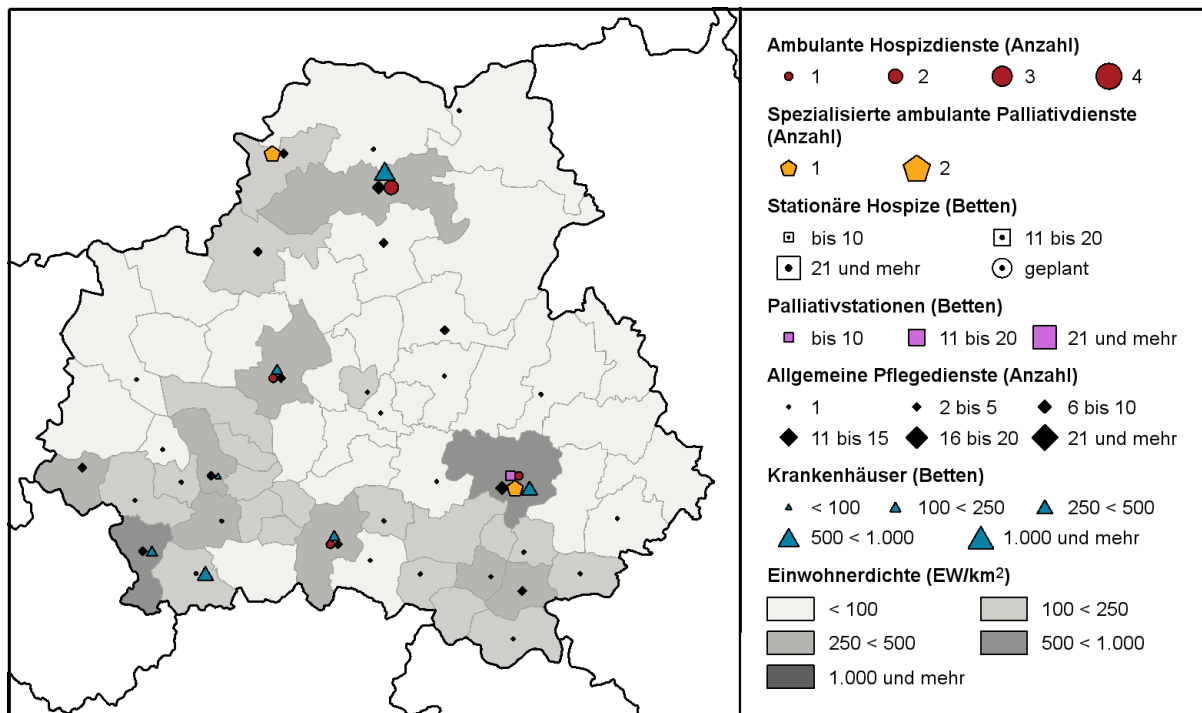 Ambulante Hospizdienste (Anzahl)
1 2 3 4
Spezialisierte ambulante Palliativdienste
(Anzahl)
1 2
Stationäre Hospize (Betten)
bis 10 11 bis 20
21 und mehr geplant
Palliativstationen (Betten)
bis 10 11 bis 20 21 und mehr
Allgemeine Pflegedienste (Anzahl)
1 2 bis 5 6 bis 10
11 bis 15 16 bis 20 21 und mehr
Krankenhäuser (Betten)
< 100 100 < 250 250 < 500
500 < 1.000 1.000 und mehr
Einwohnerdichte (EW/km²)
< 100 100 < 250
250 < 500 500 < 1.000
1.000 und mehr